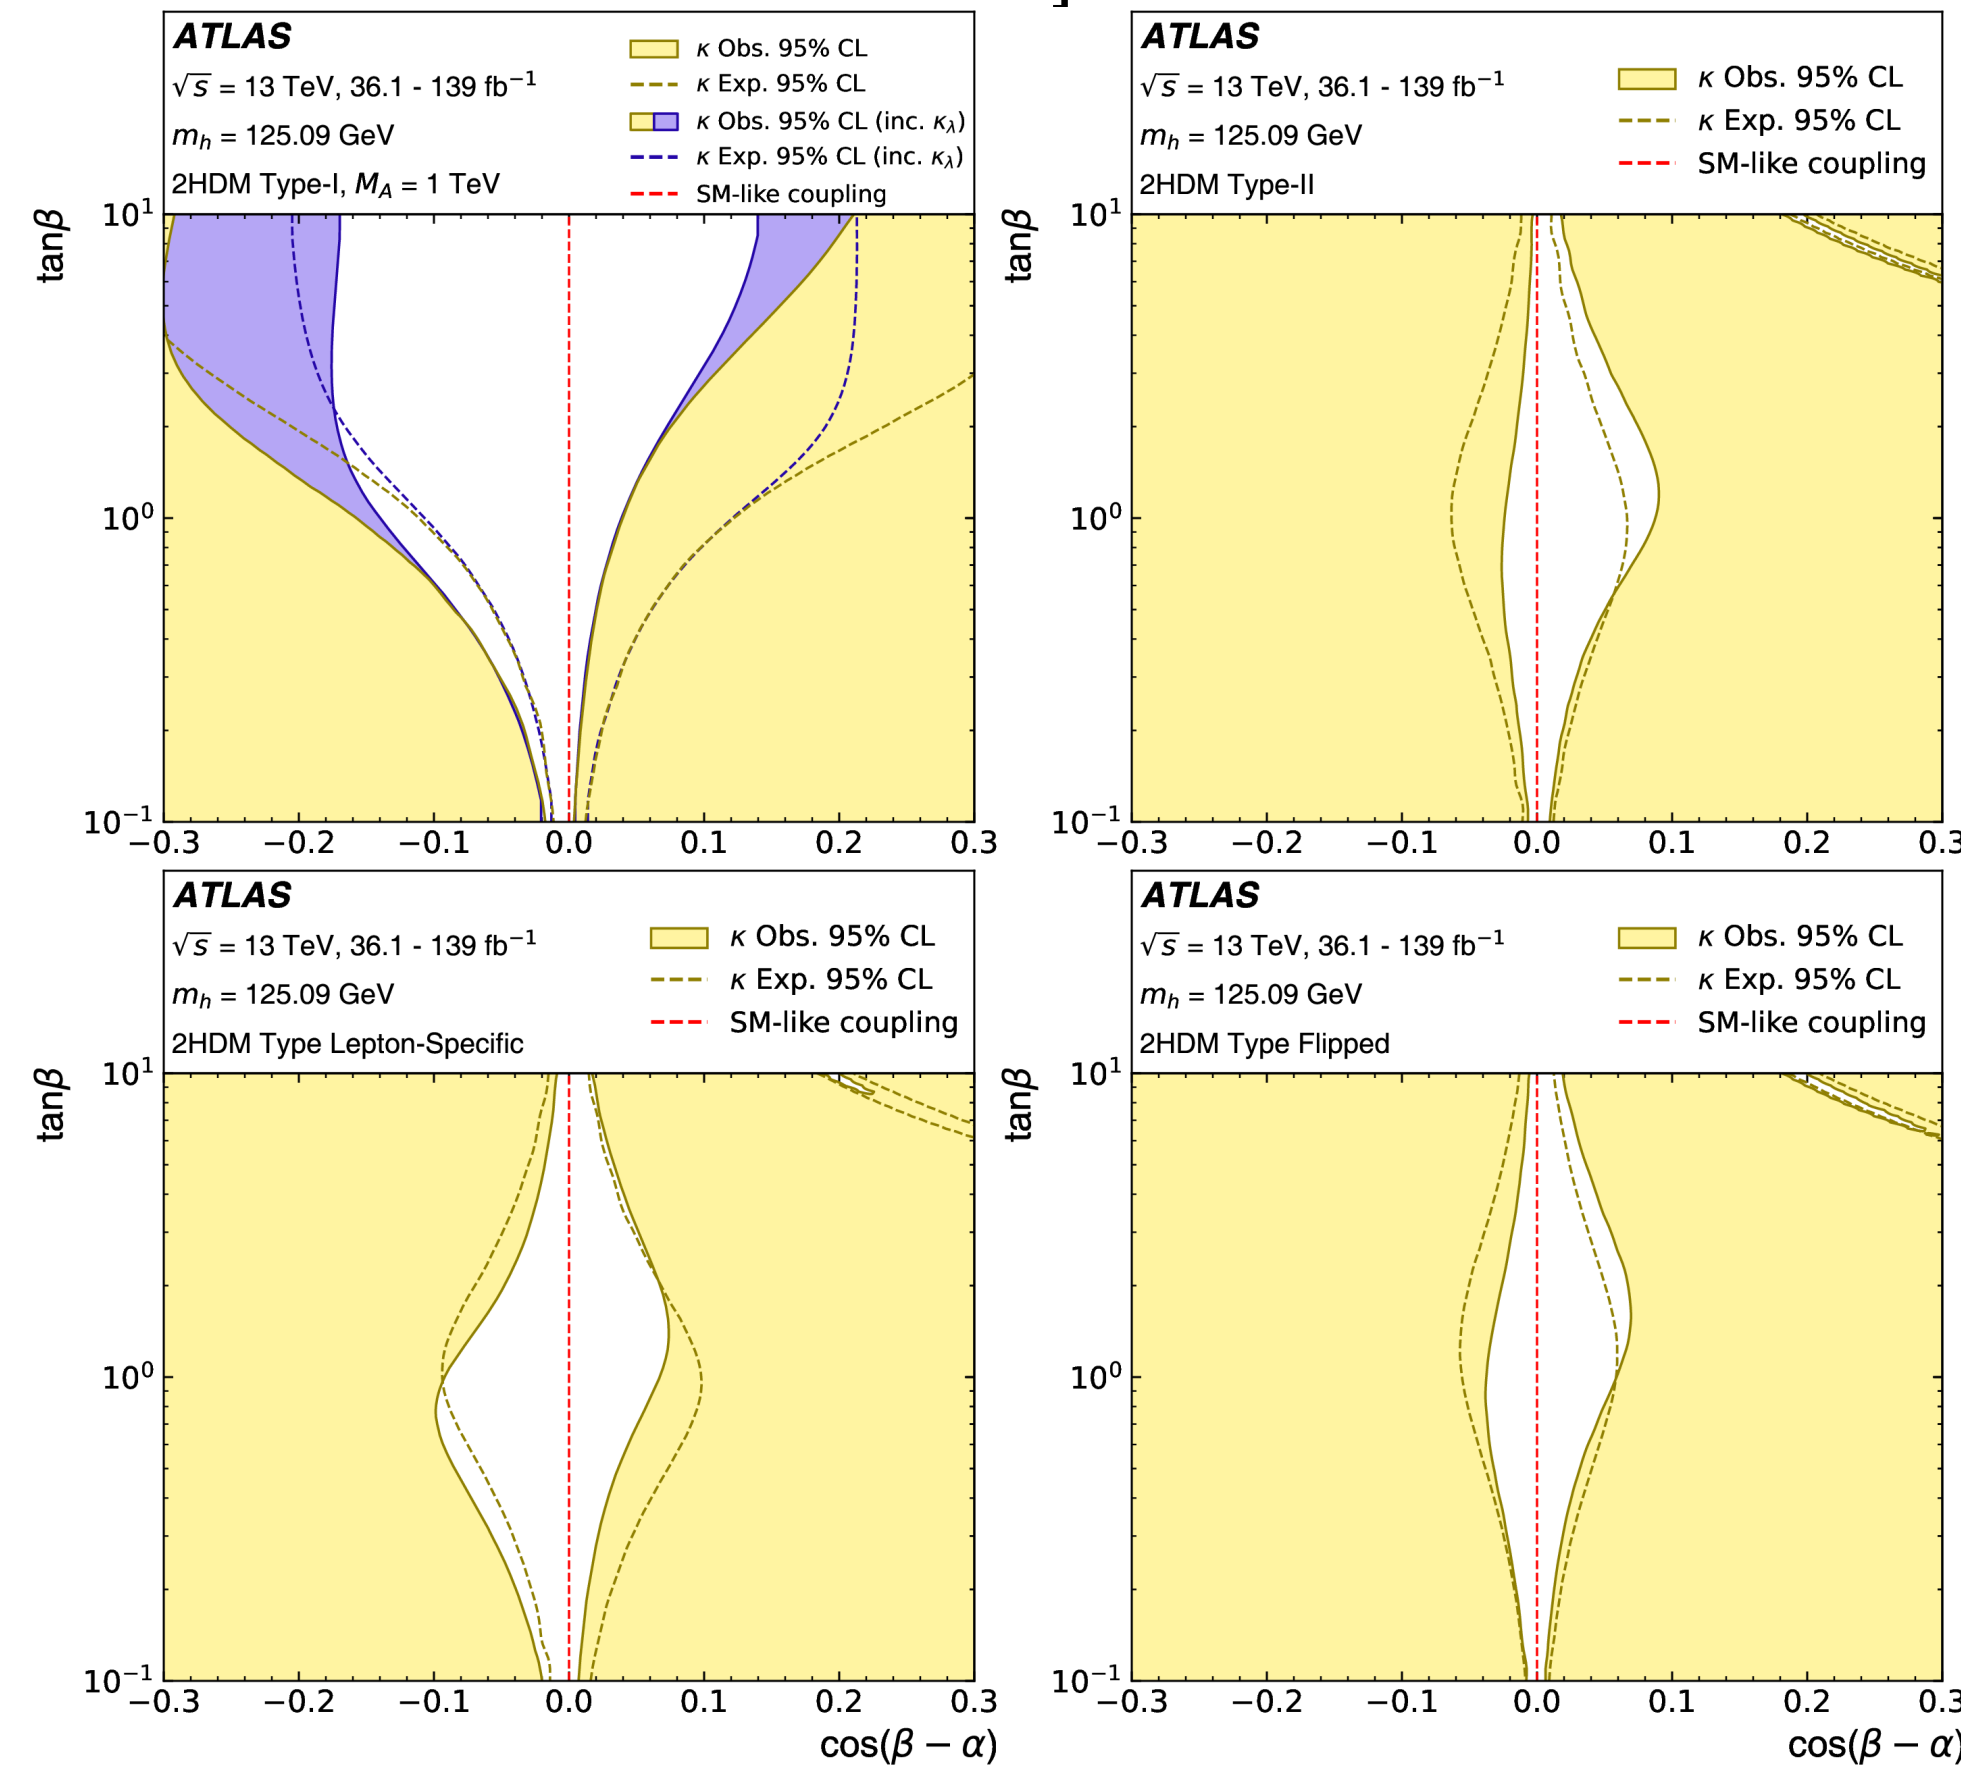 ]
ATLAS
√s = 13 TeV, 36.1 - 139 fb⁻¹
m_h = 125.09 GeV
2HDM Type-I, M_A = 1 TeV
κ Obs. 95% CL
κ Exp. 95% CL
κ Obs. 95% CL (inc. κ_λ)
κ Exp. 95% CL (inc. κ_λ)
SM-like coupling
tanβ
10¹
10⁰
10⁻¹
−0.3 −0.2 −0.1 0.0 0.1 0.2 0.3
ATLAS
√s = 13 TeV, 36.1 - 139 fb⁻¹
m_h = 125.09 GeV
2HDM Type-II
κ Obs. 95% CL
κ Exp. 95% CL
SM-like coupling
tanβ
10¹
10⁰
10⁻¹
−0.3 −0.2 −0.1 0.0 0.1 0.2 0.3
ATLAS
√s = 13 TeV, 36.1 - 139 fb⁻¹
m_h = 125.09 GeV
2HDM Type Lepton-Specific
κ Obs. 95% CL
κ Exp. 95% CL
SM-like coupling
tanβ
10¹
10⁰
10⁻¹
−0.3 −0.2 −0.1 0.0 0.1 0.2 0.3
cos(β − α)
ATLAS
√s = 13 TeV, 36.1 - 139 fb⁻¹
m_h = 125.09 GeV
2HDM Type Flipped
κ Obs. 95% CL
κ Exp. 95% CL
SM-like coupling
tanβ
10¹
10⁰
10⁻¹
−0.3 −0.2 −0.1 0.0 0.1 0.2 0.3
cos(β − α)